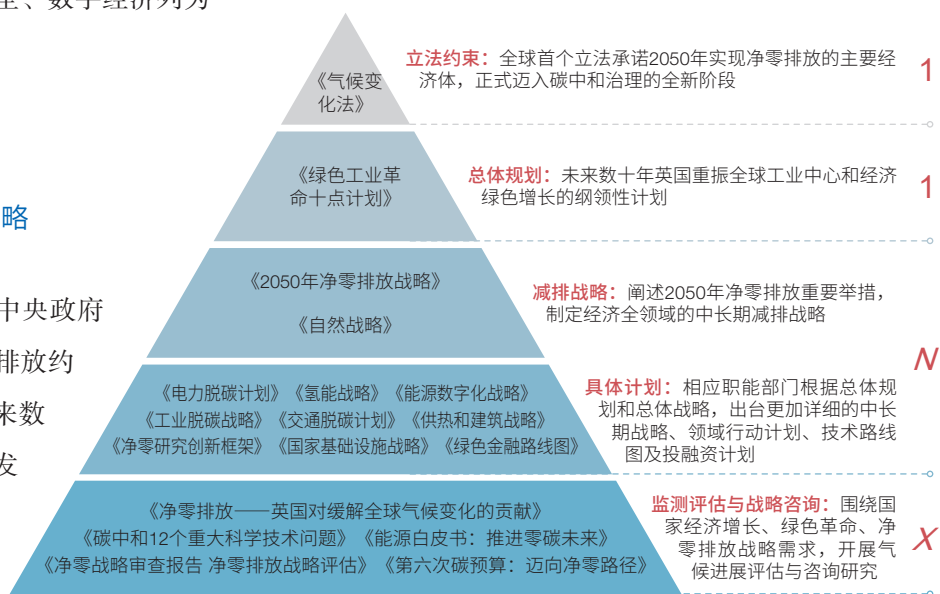 全、数字经济列为
略
中央政府
排放约
来数
发
《气候变
化法》
立法约束：全球首个立法承诺2050年实现净零排放的主要经
济体，正式迈入碳中和治理的全新阶段
1
《绿色工业革
命十点计划》
总体规划：未来数十年英国重振全球工业中心和经济
绿色增长的纲领性计划
1
《2050年净零排放战略》
《自然战略》
减排战略：阐述2050年净零排放重要举措，
制定经济全领域的中长期减排战略
N
《电力脱碳计划》《氢能战略》《能源数字化战略》
《工业脱碳战略》《交通脱碳计划》《供热和建筑战略》
《净零研究创新框架》《国家基础设施战略》《绿色金融路线图》
具体计划：相应职能部门根据总体规
划和总体战略，出台更加详细的中长
期战略、领域行动计划、技术路线
图及投融资计划
《净零排放——英国对缓解全球气候变化的贡献》
《碳中和12个重大科学技术问题》《能源白皮书：推进零碳未来》
《净零战略审查报告 净零排放战略评估》《第六次碳预算：迈向净零路径》
监测评估与战略咨询：围绕国
家经济增长、绿色革命、净
零排放战略需求，开展气
候进展评估与咨询研究
X